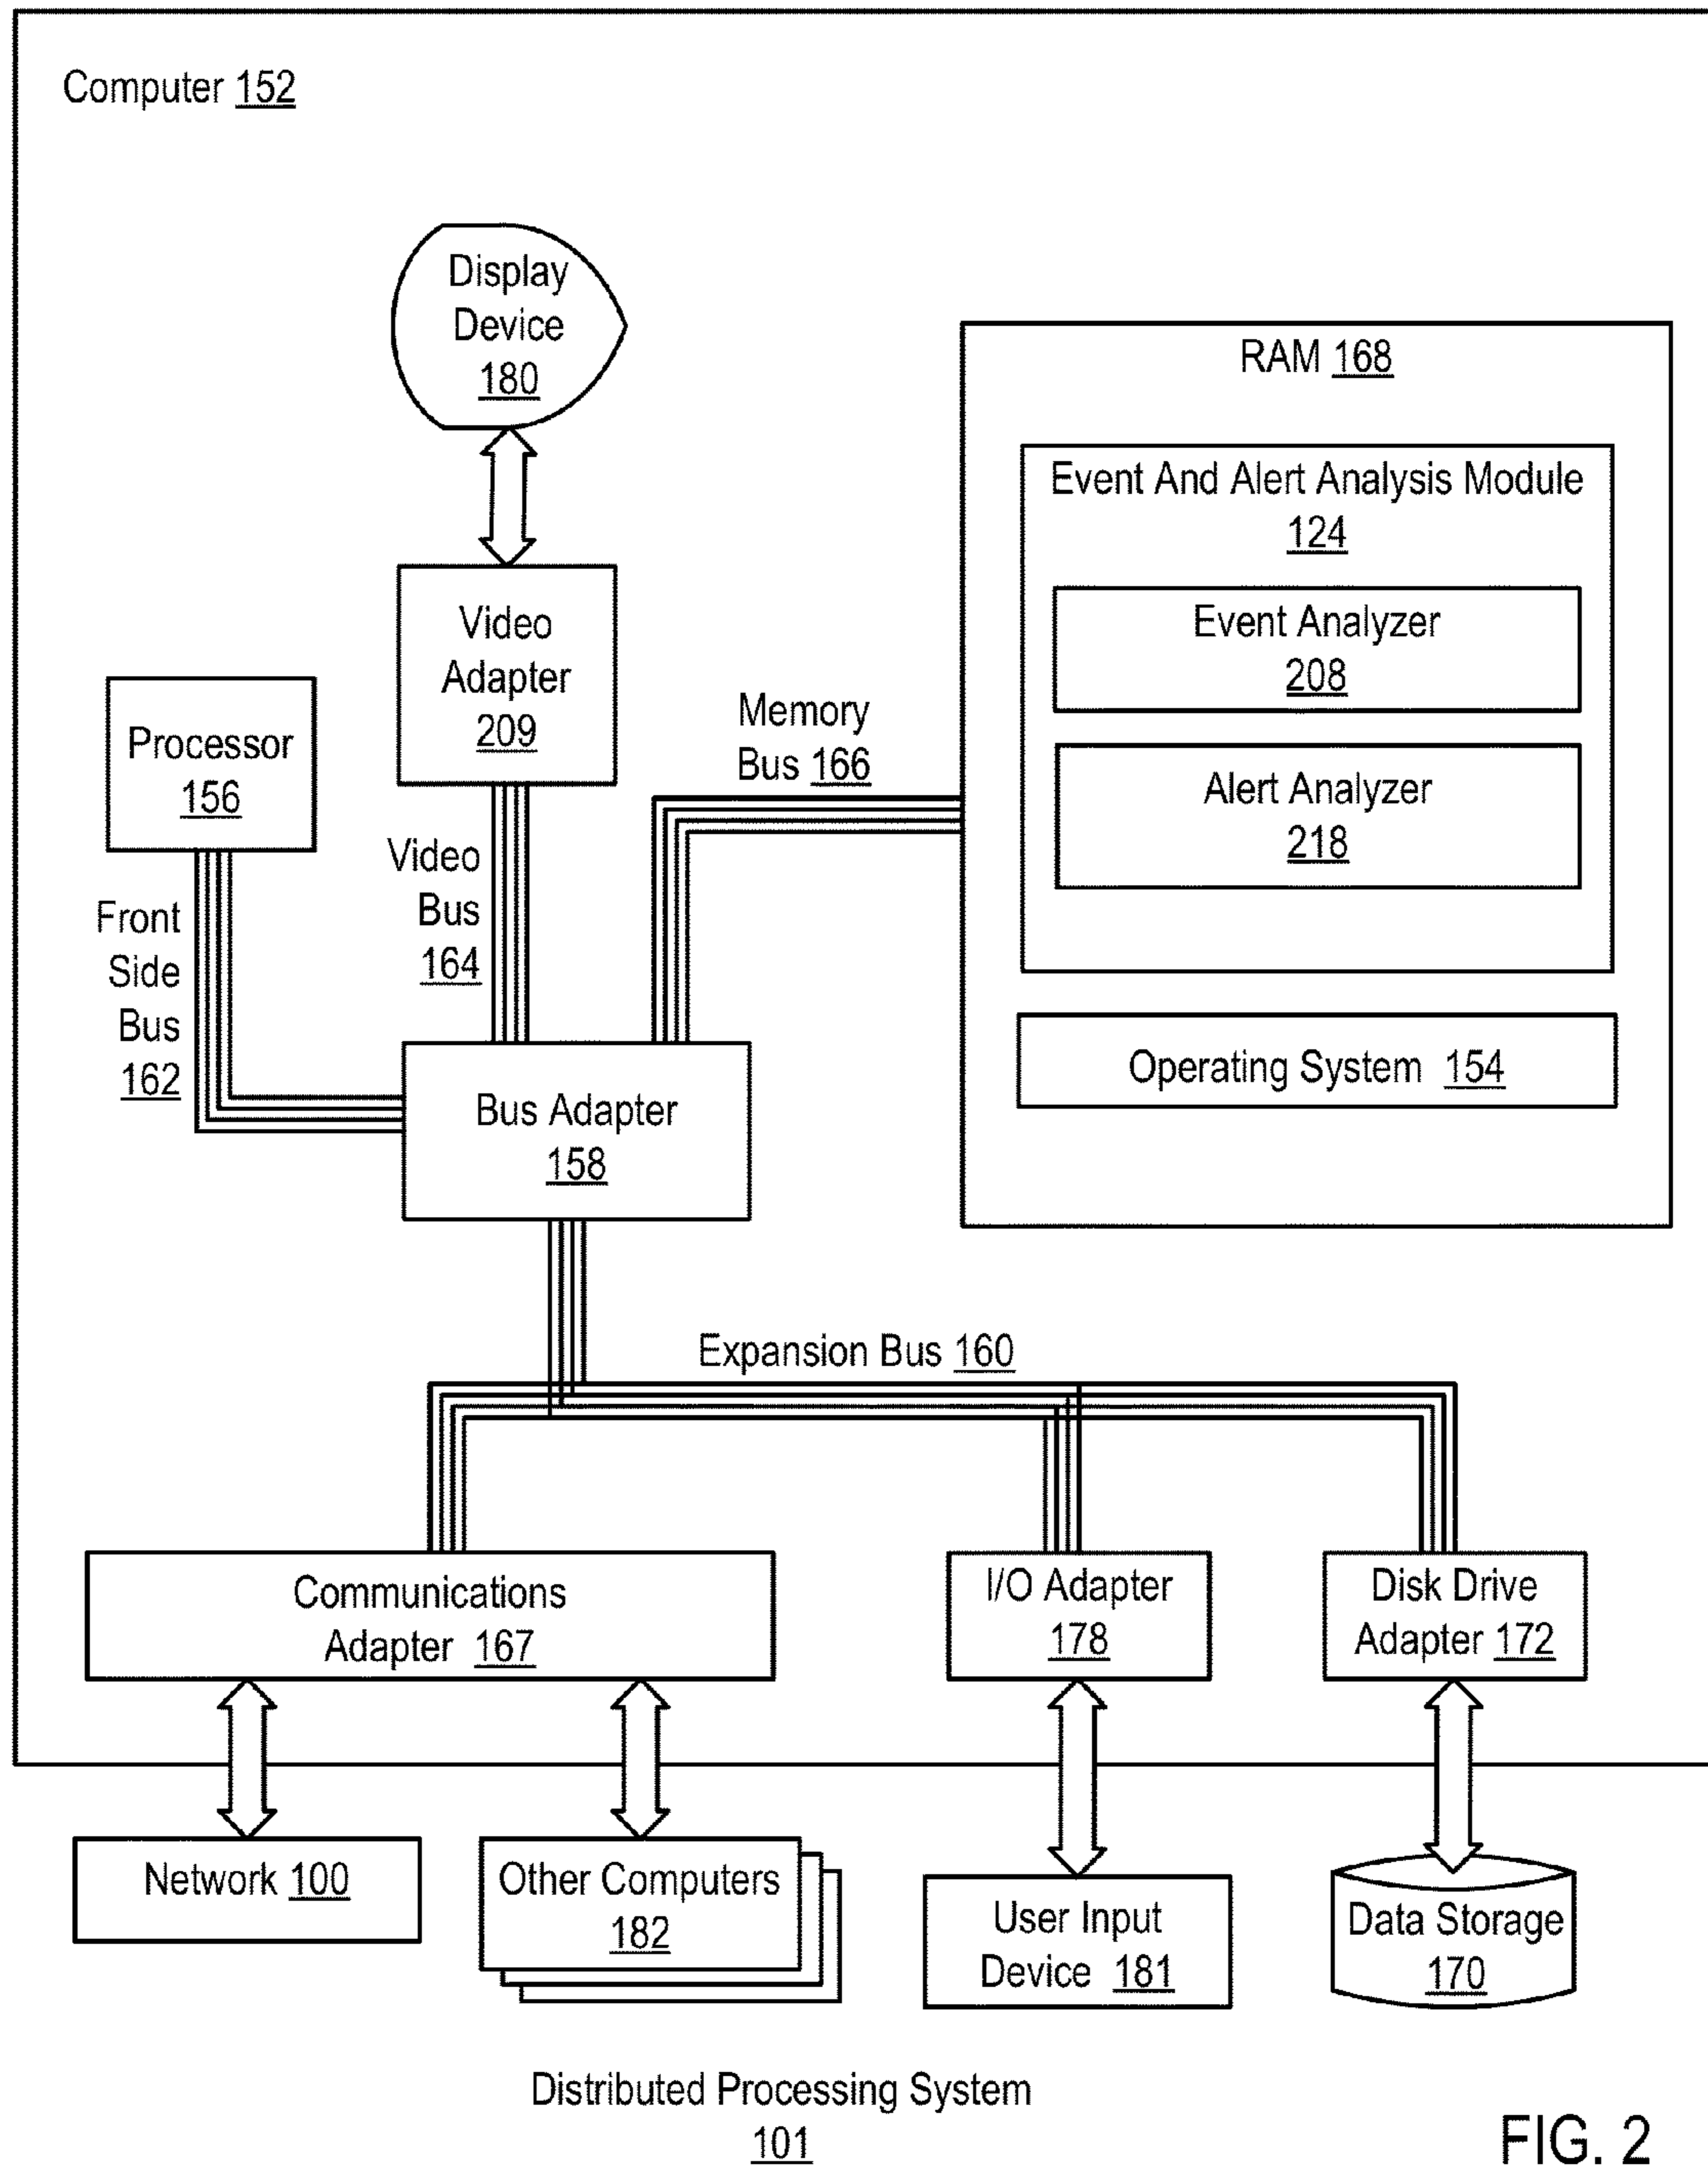 Computer 152
Display
Device
180
RAM 168
Event And Alert Analysis Module
124
Event Analyzer
208
Alert Analyzer
218
Operating System 154
Video
Adapter
209
Processor
156
Memory
Bus 166
Video
Bus
164
Front
Side
Bus
162
Bus Adapter
158
Expansion Bus 160
Communications
Adapter 167
I/O Adapter
178
Disk Drive
Adapter 172
Network 100
Other Computers
182
User Input
Device 181
Data Storage
170
Distributed Processing System
101
FIG. 2